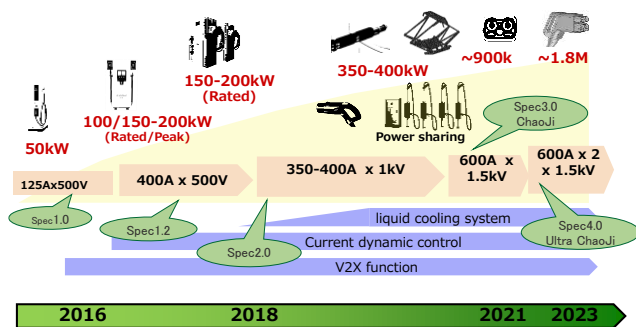 150-200kW
(Rated)
350-400kW
~900k
~1.8M
100/150-200kW
(Rated/Peak)
50kW
Power sharing
Spec3.0
ChaoJi
125Ax500V
400A x 500V
350-400A x 1kV
600A x
1.5kV
600A x 2
x 1.5kV
Spec1.0
Spec1.2
Spec2.0
Spec4.0
Ultra ChaoJi
liquid cooling system
Current dynamic control
V2X function
2016
2018
2021
2023